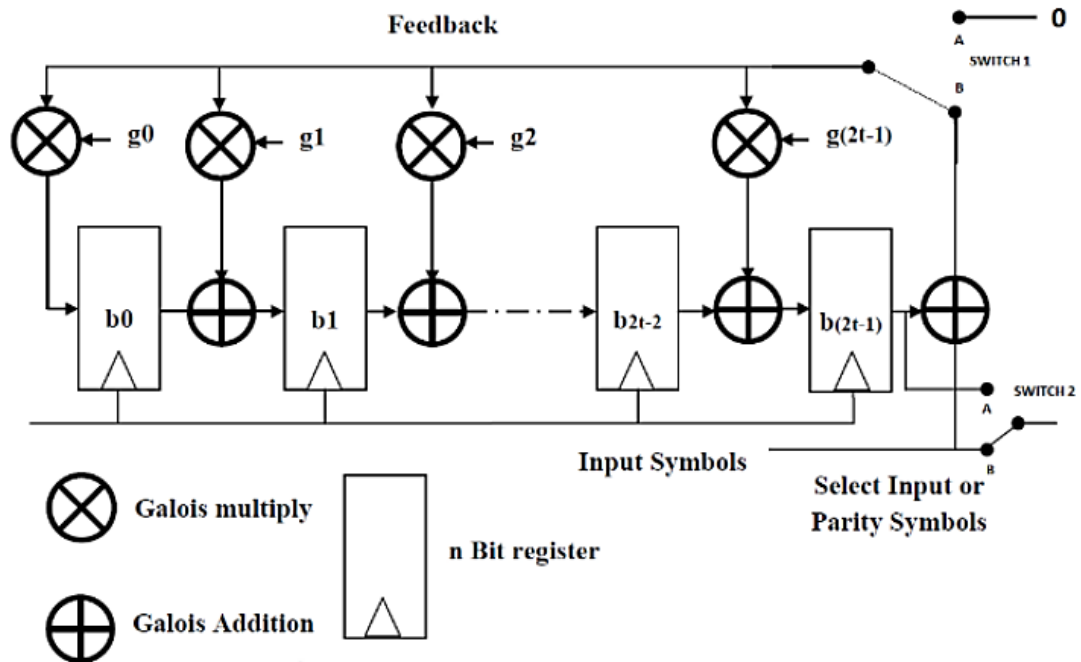 Feedback
0
A
SWITCH 1
B
g0
g1
g2
g(2t-1)
b0
b1
b2t-2
b(2t-1)
A
SWITCH 2
B
Input Symbols
Select Input or
Parity Symbols
Galois multiply
n Bit register
Galois Addition